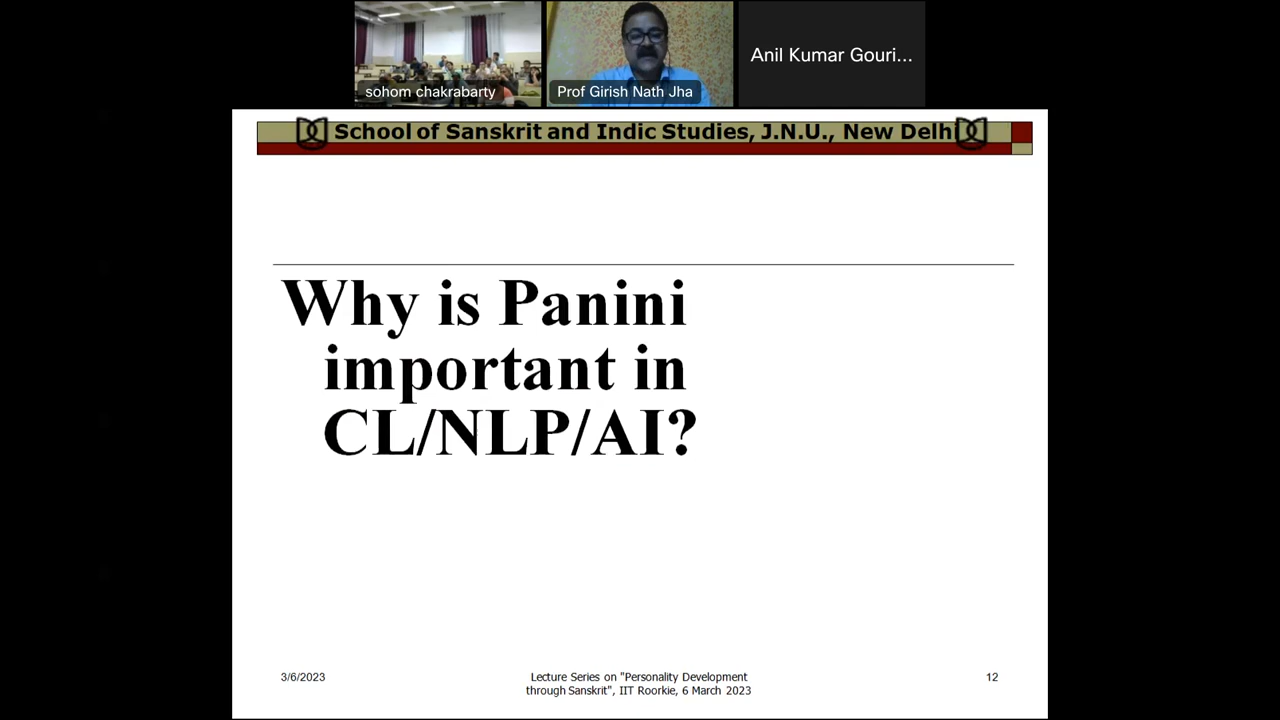 sohom chakrabarty
Prof Girish Nath Jha
Anil Kumar Gouri...
School of Sanskrit and Indic Studies, J.N.U., New Delhi
Why is Panini
important in
CL/NLP/AI?
3/6/2023
Lecture Series on "Personality Development
through Sanskrit", IIT Roorkie, 6 March 2023
12